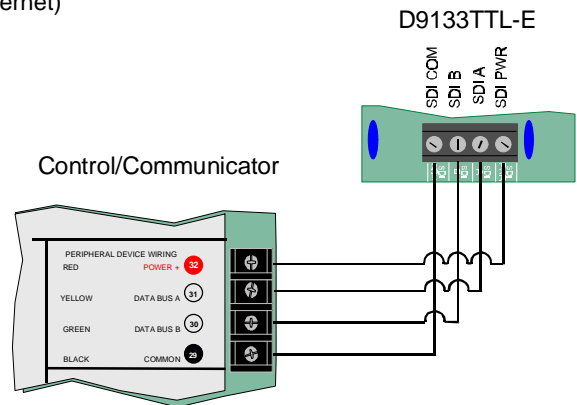 ernet)
D9133TTL-E
SDI COM
SDI B
SDI A
SDI PWR
Control/Communicator
PERIPHERAL DEVICE WIRING
RED POWER + 32
YELLOW DATA BUS A 31
GREEN DATA BUS B 30
BLACK COMMON 29